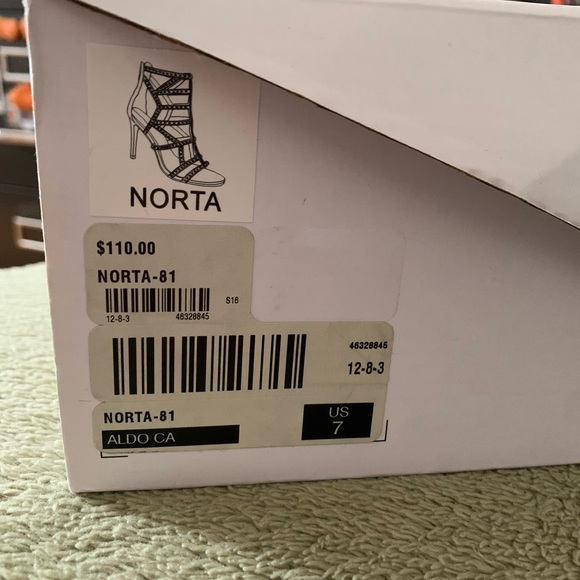 NORTA
$110.00
NORTA-81
S16
12-8-3 46328845
46328845
12-8-3
NORTA-81
ALDO CA
US
7